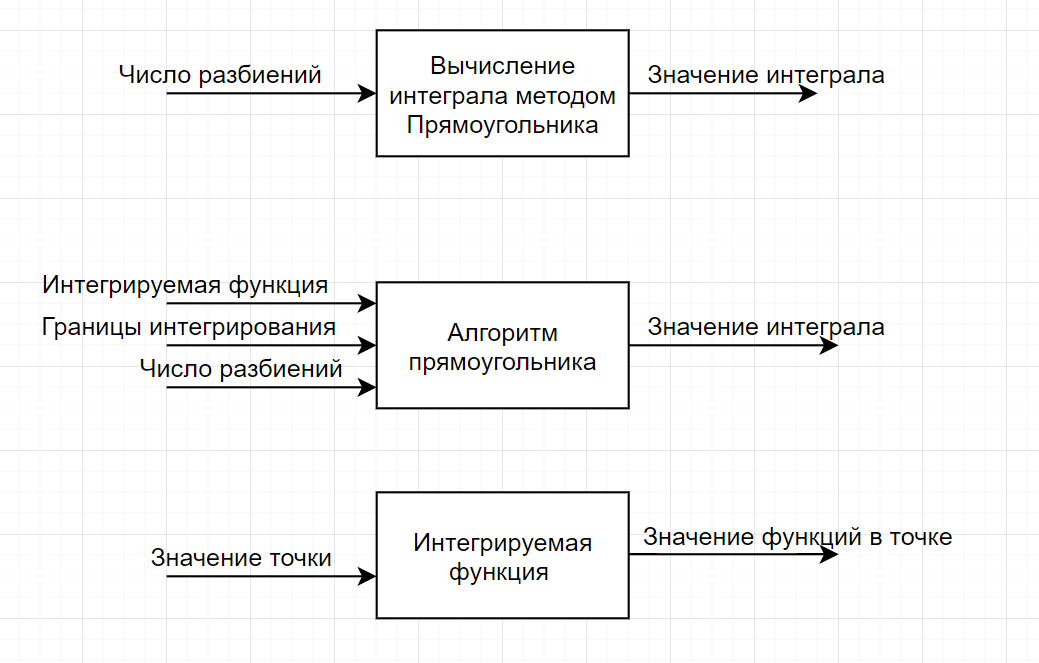 Число разбиений
Вычисление
интеграла методом
Прямоугольника
Значение интеграла
Интегрируемая функция
Границы интегрирования
Число разбиений
Алгоритм
прямоугольника
Значение интеграла
Значение точки
Интегрируемая
функция
Значение функций в точке